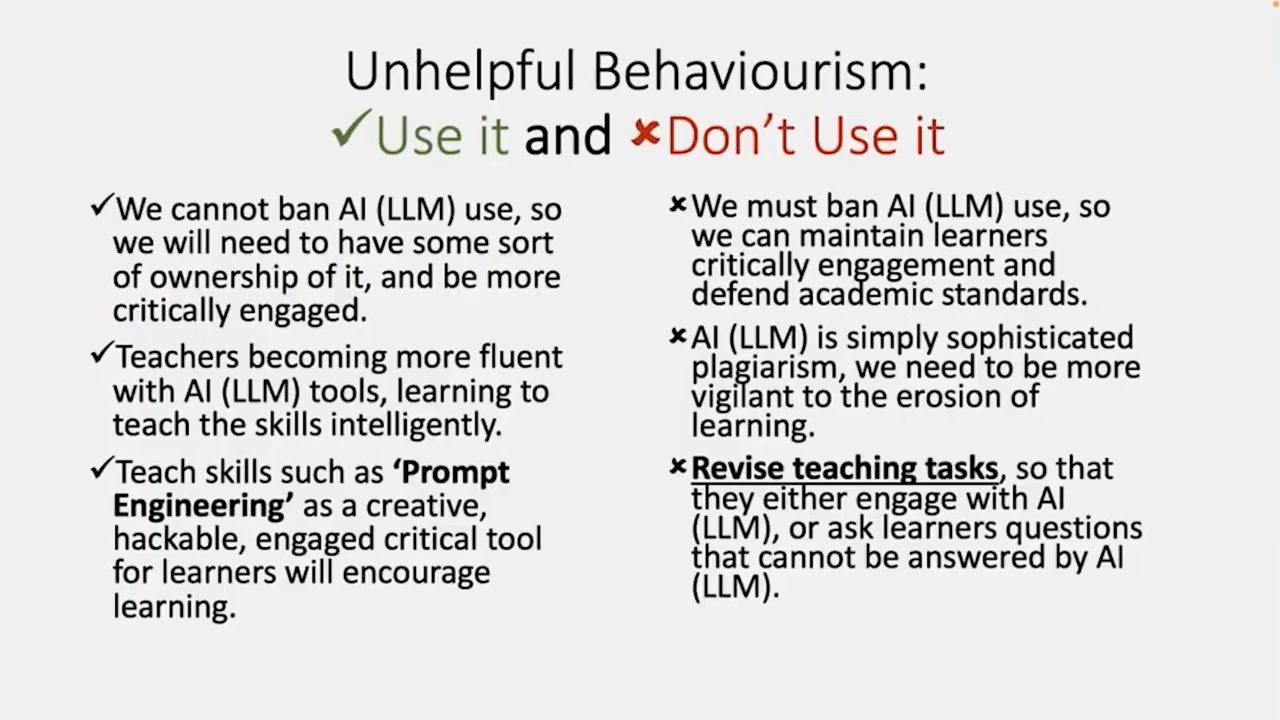 Unhelpful Behaviourism:
✓Use it and ✘Don't Use it
✓We cannot ban AI (LLM) use, so
we will need to have some sort
of ownership of it, and be more
critically engaged.
✓Teachers becoming more fluent
with AI (LLM) tools, learning to
teach the skills intelligently.
✓Teach skills such as ‘Prompt
Engineering’ as a creative,
hackable, engaged critical tool
for learners will encourage
learning.
✘We must ban AI (LLM) use, so
we can maintain learners
critically engagement and
defend academic standards.
✘AI (LLM) is simply sophisticated
plagiarism, we need to be more
vigilant to the erosion of
learning.
✘Revise teaching tasks, so that
they either engage with AI
(LLM), or ask learners questions
that cannot be answered by AI
(LLM).